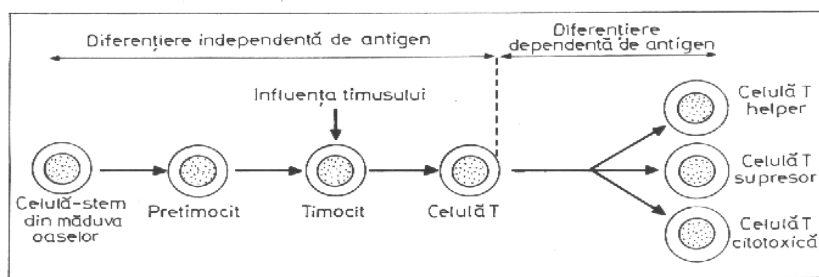 Diferențiere independentă de antigen
Diferențiere
dependentă de antigen
Influența timusului
Celulă-stem
din măduva
oaselor
Pretimocit
Timocit
Celulă T
Celulă T
helper
Celulă T
supresor
Celulă T
citotoxică